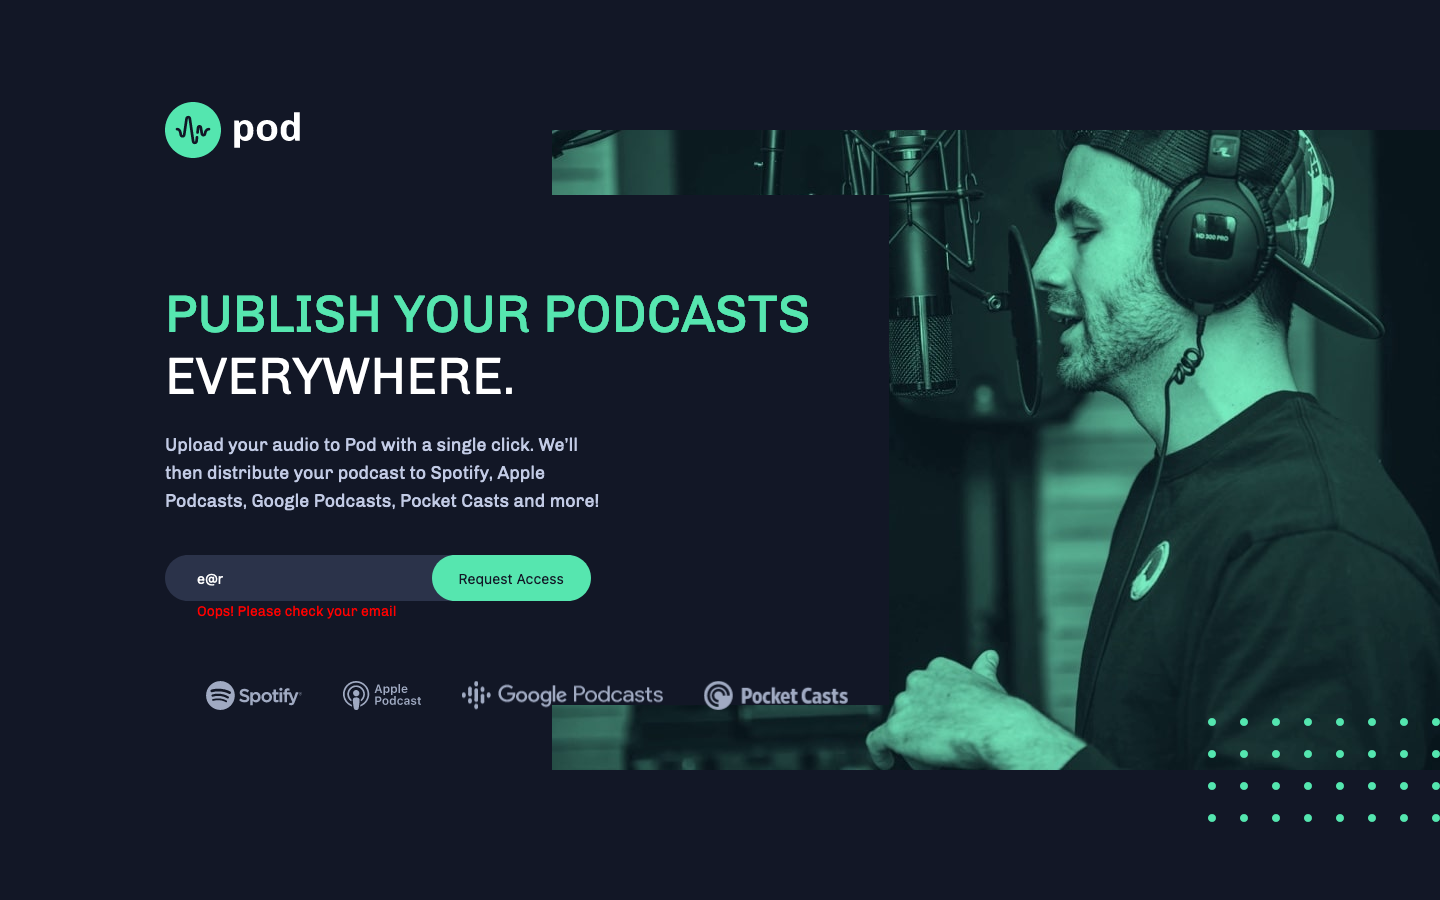 pod
HD 300 PRO
PUBLISH YOUR PODCASTS
EVERYWHERE.
Upload your audio to Pod with a single click. We'll
then distribute your podcast to Spotify, Apple
Podcasts, Google Podcasts, Pocket Casts and more!
e@r
Request Access
Oops! Please check your email
Spotify
Apple
Podcast
Google Podcasts
Pocket Casts